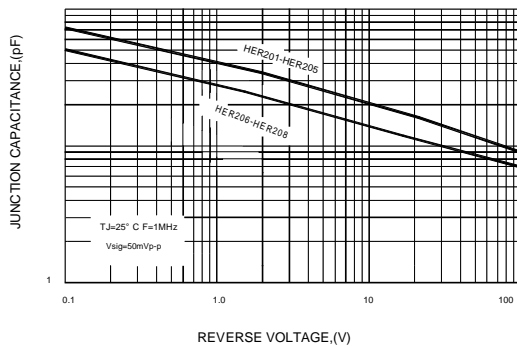 JUNCTION CAPACITANCE,(pF)
HER201-HER205
HER206-HER208
TJ=25° C F=1MHz
Vsig=50mVp-p
1
0.1 1.0 10 100
REVERSE VOLTAGE,(V)